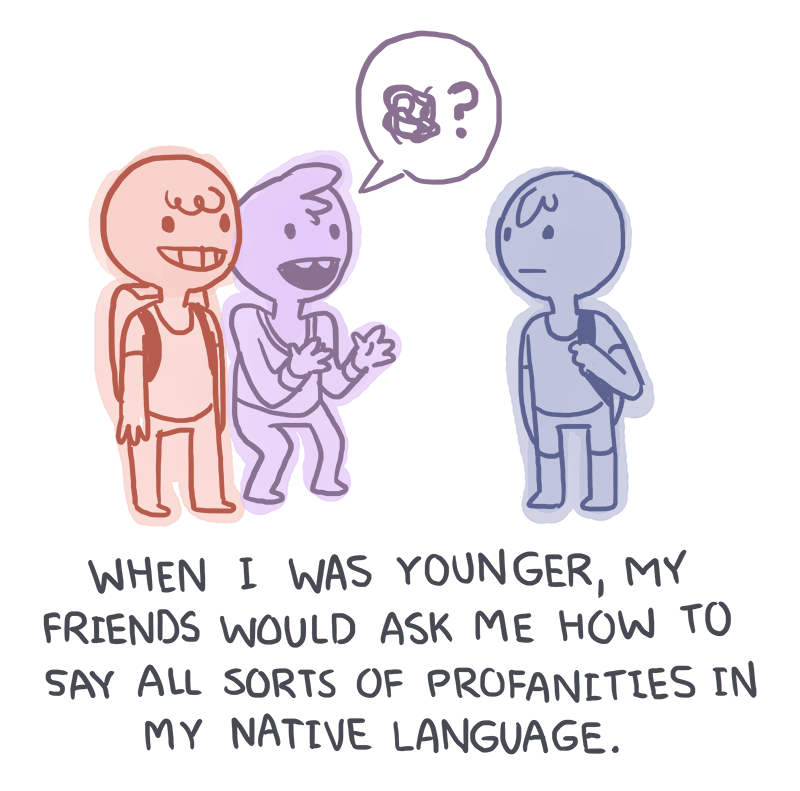 ?
WHEN I WAS YOUNGER, MY
FRIENDS WOULD ASK ME HOW TO
SAY ALL SORTS OF PROFANITIES IN
MY NATIVE LANGUAGE.